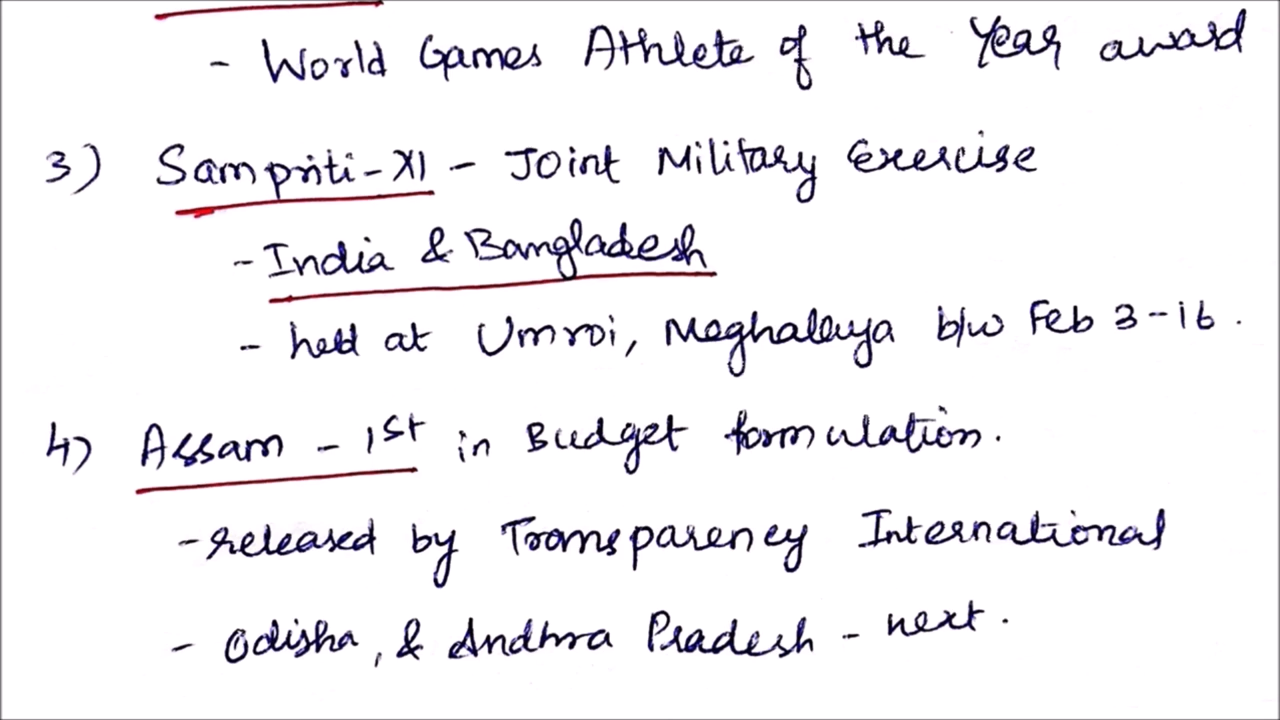 - World Games Athlete of the Year award
3) Sampriti-XI - Joint Military Exercise
- India & Bangladesh
- held at Umroi, Meghalaya b/w Feb 3-16.
4) Assam - 1st in Budget formulation.
- released by Transparency International
- Odisha, & Andhra Pradesh - next.